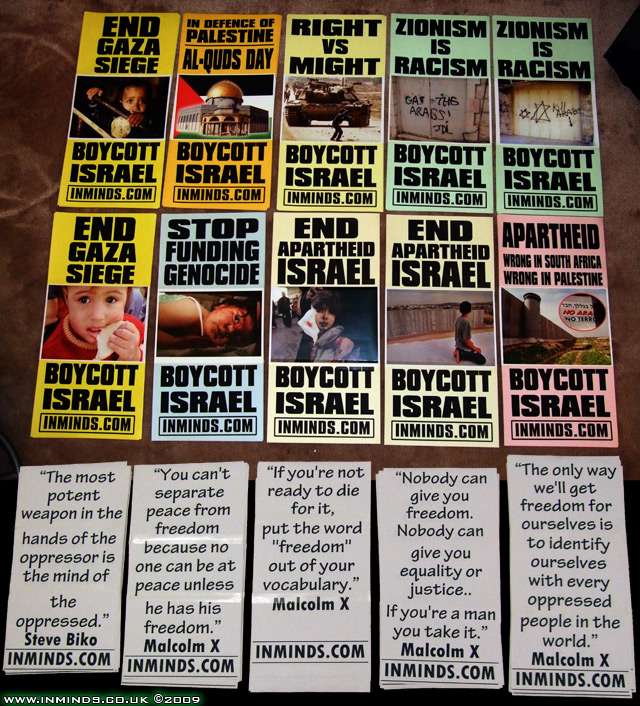 END
GAZA
SIEGE
BOYCOTT
ISRAEL
INMINDS.COM
IN DEFENCE OF
PALESTINE
AL-QUDS DAY
BOYCOTT
ISRAEL
INMINDS.COM
RIGHT
VS
MIGHT
BOYCOTT
ISRAEL
INMINDS.COM
ZIONISM
IS
RACISM
GAS THE
ARABS!
JDL
BOYCOTT
ISRAEL
INMINDS.COM
ZIONISM
IS
RACISM
KILL
ARABS
BOYCOTT
ISRAEL
INMINDS.COM
END
GAZA
SIEGE
BOYCOTT
ISRAEL
INMINDS.COM
STOP
FUNDING
GENOCIDE
BOYCOTT
ISRAEL
INMINDS.COM
END
APARTHEID
ISRAEL
BOYCOTT
ISRAEL
INMINDS.COM
END
APARTHEID
ISRAEL
BOYCOTT
ISRAEL
INMINDS.COM
APARTHEID
WRONG IN SOUTH AFRICA
WRONG IN PALESTINE
NO ARA
NO TERRO
BOYCOTT
ISRAEL
INMINDS.COM
“The most
potent
weapon in the
hands of the
oppressor is
the mind of
the
oppressed.”
Steve Biko
INMINDS.COM
“You can't
separate
peace from
freedom
because no
one can be at
peace unless
he has his
freedom.”
Malcolm X
INMINDS.COM
“If you're not
ready to die
for it,
put the word
"freedom"
out of your
vocabulary.”
Malcolm X
INMINDS.COM
“Nobody can
give you
freedom.
Nobody can
give you
equality or
justice..
If you're a man
you take it.”
Malcolm X
INMINDS.COM
“The only way
we'll get
freedom for
ourselves is
to identify
ourselves
with every
oppressed
people in the
world.”
Malcolm X
INMINDS.COM
WWW.INMINDS.CO.UK ©2009